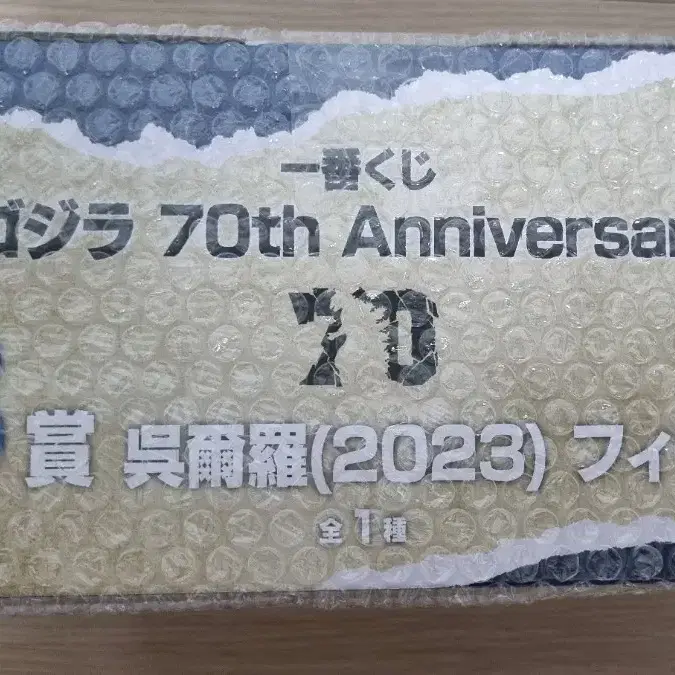 一番くじ
ゴジラ 70th Anniversa
70
賞 呉爾羅(2023) フィ
全1種